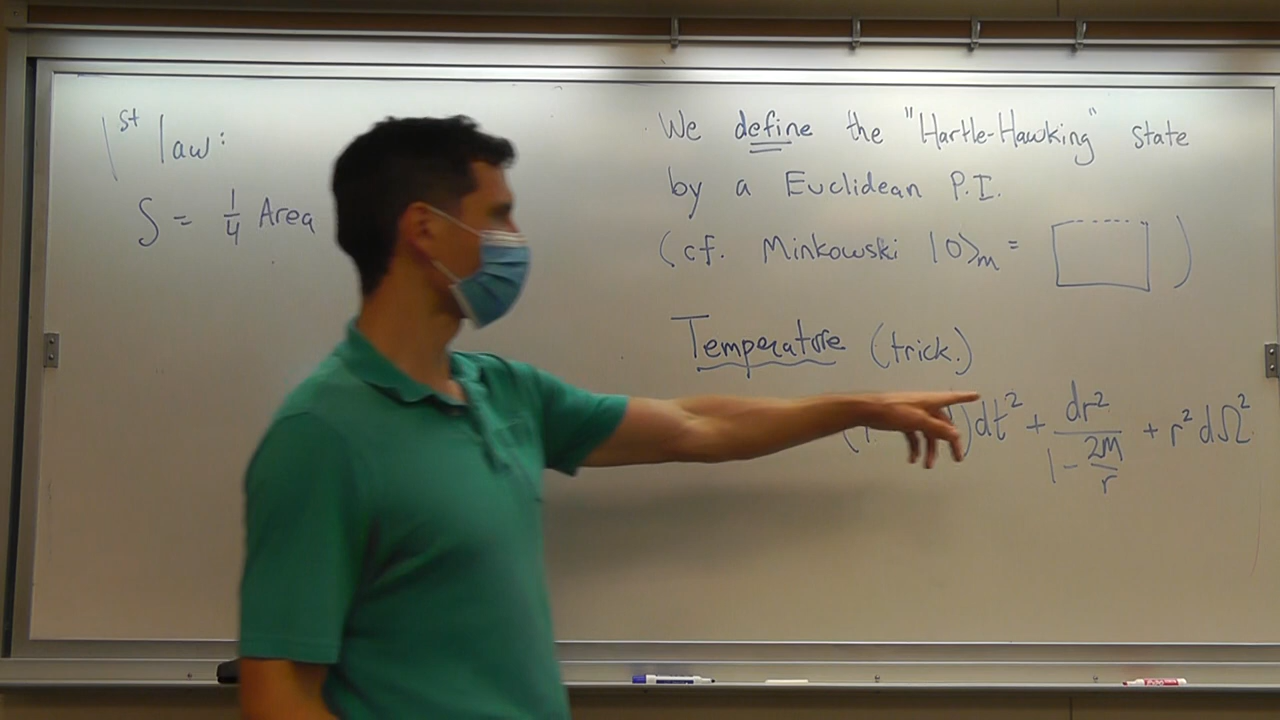 1st law:
S = 1/4 Area
We define the "Hartle-Hawking" state
by a Euclidean P.I.
(cf. Minkowski |0⟩M = )
Temperature (trick.)
( )dt² + dr²/(1 - 2M/r) + r²dΩ²